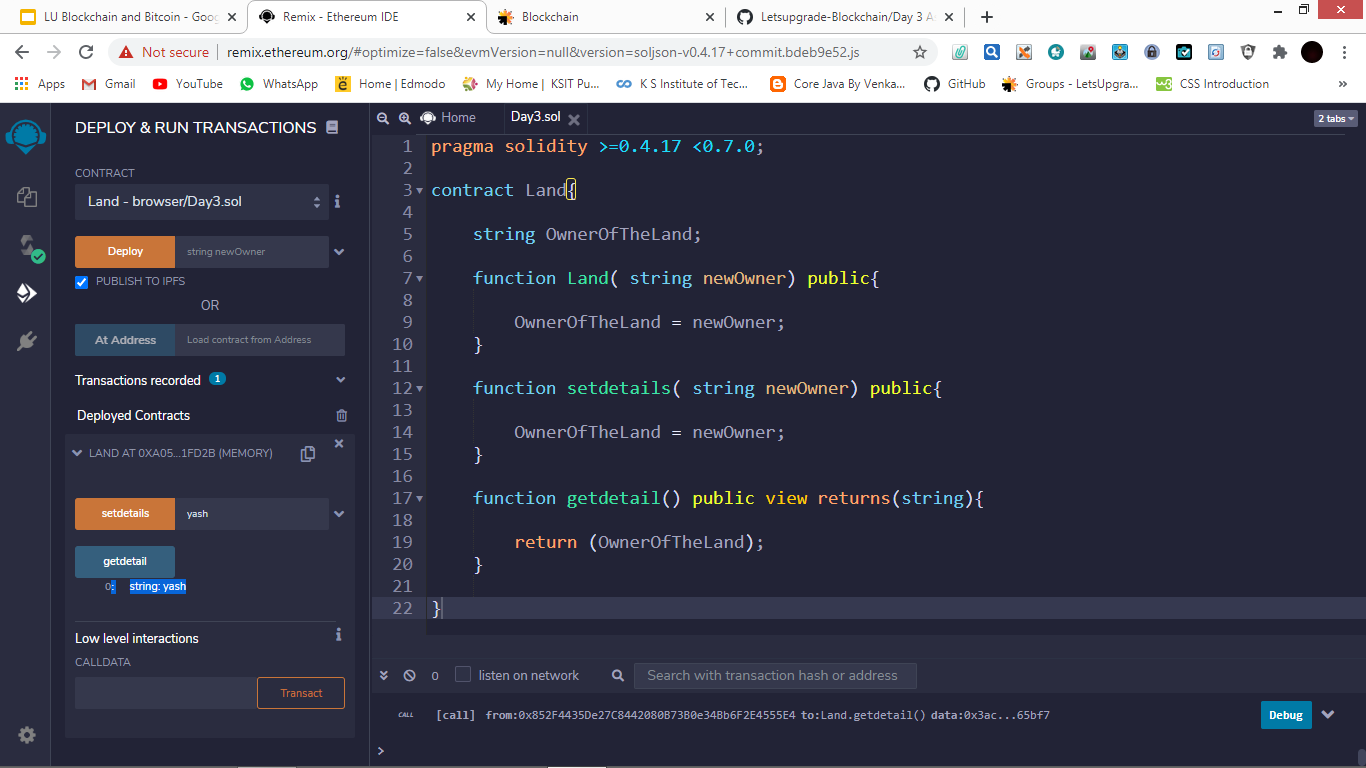 LU Blockchain and Bitcoin - Goog
Remix - Ethereum IDE
Blockchain
Letsupgrade-Blockchain/Day 3 A
Not secure
remix.ethereum.org/#optimize=false&evmVersion=null&version=soljson-v0.4.17+commit.bdeb9e52.js
Apps
Gmail
YouTube
WhatsApp
Home | Edmodo
My Home | KSIT Pu...
K S Institute of Tec...
Core Java By Venka...
GitHub
Groups - LetsUpgra...
CSS Introduction
»
DEPLOY & RUN TRANSACTIONS
CONTRACT
Land - browser/Day3.sol
Deploy
string newOwner
PUBLISH TO IPFS
OR
At Address
Load contract from Address
Transactions recorded 1
Deployed Contracts
LAND AT 0XA05...1FD2B (MEMORY)
setdetails
yash
getdetail
0: string: yash
Low level interactions
CALLDATA
Transact
Home
Day3.sol
2 tabs
1 pragma solidity >=0.4.17 <0.7.0;
2
3 contract Land{
4
5 string OwnerOfTheLand;
6
7 function Land( string newOwner) public{
8
9 OwnerOfTheLand = newOwner;
10 }
11
12 function setdetails( string newOwner) public{
13
14 OwnerOfTheLand = newOwner;
15 }
16
17 function getdetail() public view returns(string){
18
19 return (OwnerOfTheLand);
20 }
21
22 }
0
listen on network
Search with transaction hash or address
CALL
[call] from:0x852F4435De27C8442080B73B0e34Bb6F2E4555E4 to:Land.getdetail() data:0x3ac...65bf7
Debug
>